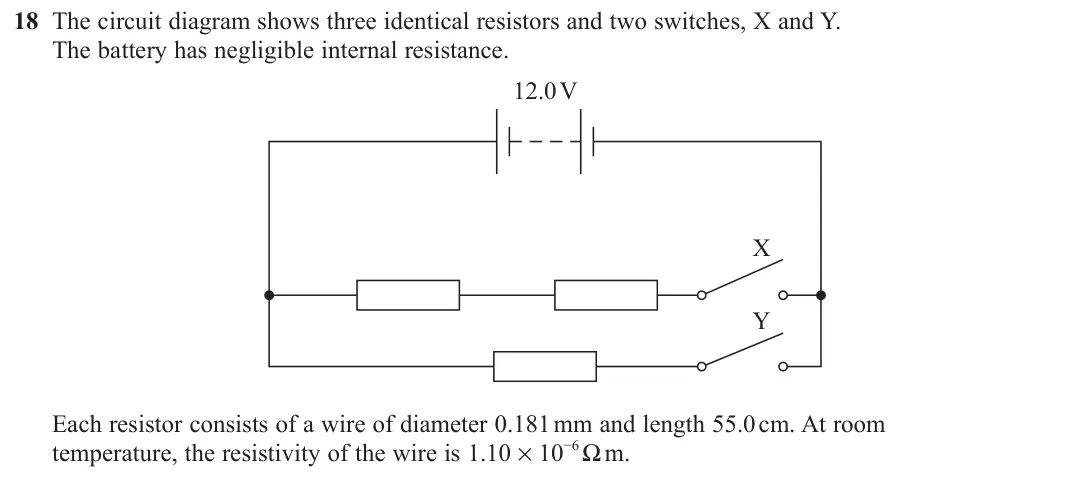 18 The circuit diagram shows three identical resistors and two switches, X and Y.
The battery has negligible internal resistance.
12.0 V
X
Y
Each resistor consists of a wire of diameter 0.181 mm and length 55.0 cm. At room
temperature, the resistivity of the wire is 1.10 × 10⁻⁶ Ω m.